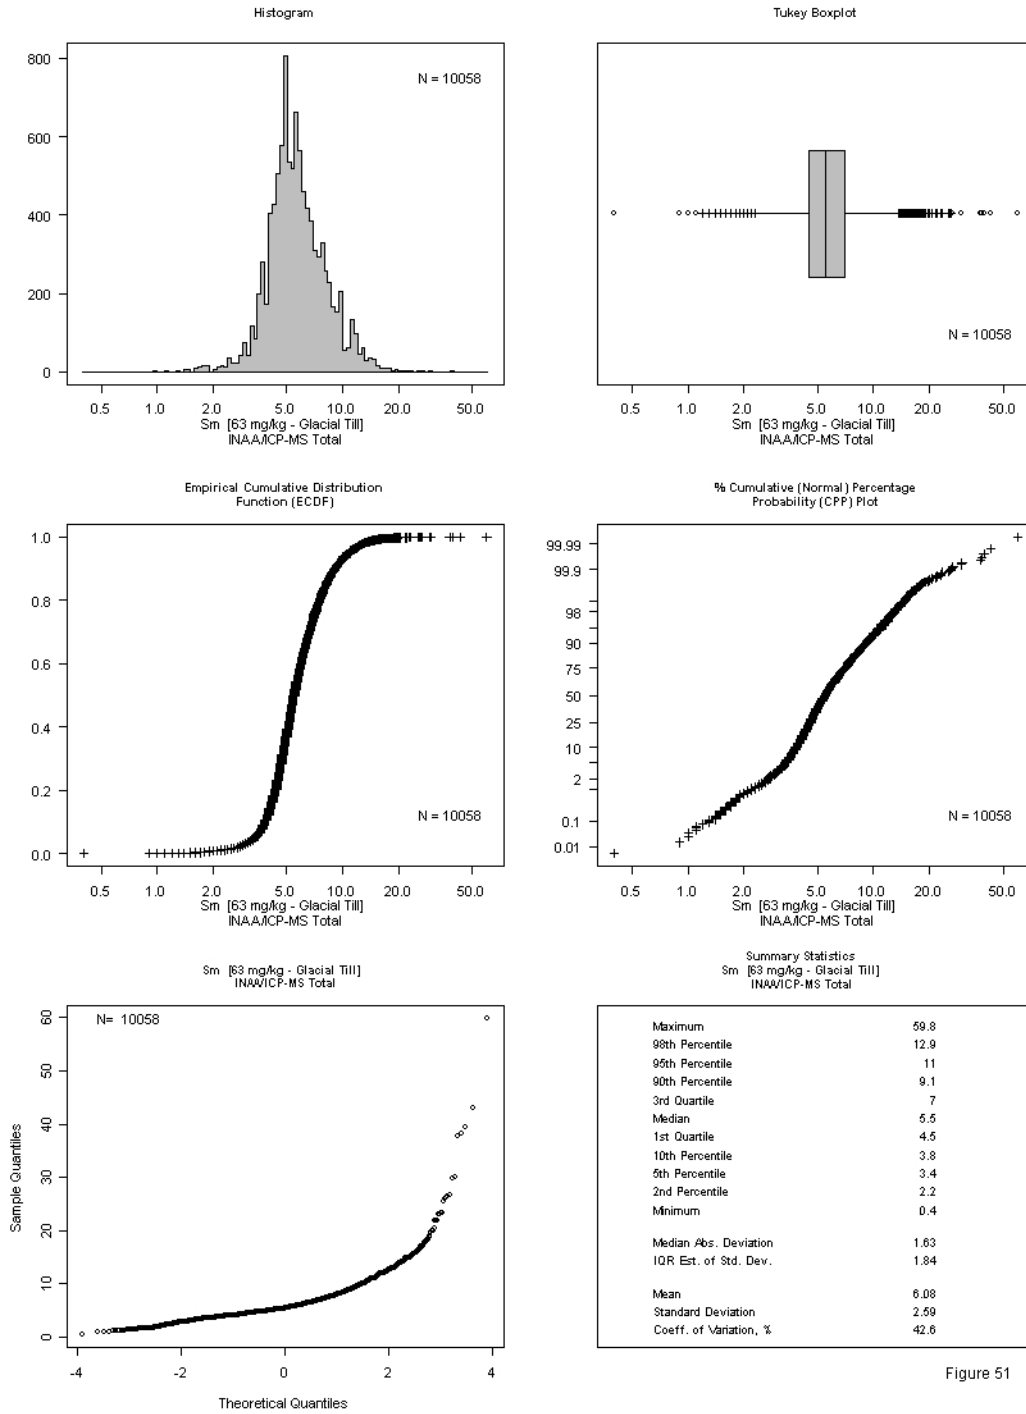 Histogram
800
600
400
200
0
N = 10058
0.5 1.0 2.0 5.0 10.0 20.0 50.0
Sm [63 mg/kg - Glacial Till]
INAA/ICP-MS Total
Tukey Boxplot
N = 10058
0.5 1.0 2.0 5.0 10.0 20.0 50.0
Sm [63 mg/kg - Glacial Till]
INAA/ICP-MS Total
Empirical Cumulative Distribution
Function (ECDF)
1.0
0.8
0.6
0.4
0.2
0.0
N = 10058
0.5 1.0 2.0 5.0 10.0 20.0 50.0
Sm [63 mg/kg - Glacial Till]
INAA/ICP-MS Total
% Cumulative (Normal) Percentage
Probability (CPP) Plot
99.99
99.9
98
90
75
50
25
10
2
0.1
0.01
N = 10058
0.5 1.0 2.0 5.0 10.0 20.0 50.0
Sm [63 mg/kg - Glacial Till]
INAA/ICP-MS Total
Sm [63 mg/kg - Glacial Till]
INAA/ICP-MS Total
N= 10058
Sample Quantiles
60
50
40
30
20
10
0
-4 -2 0 2 4
Theoretical Quantiles
Summary Statistics
Sm [63 mg/kg - Glacial Till]
INAA/ICP-MS Total
Maximum 59.8
98th Percentile 12.9
95th Percentile 11
90th Percentile 9.1
3rd Quartile 7
Median 5.5
1st Quartile 4.5
10th Percentile 3.8
5th Percentile 3.4
2nd Percentile 2.2
Minimum 0.4
Median Abs. Deviation 1.63
IQR Est. of Std. Dev. 1.84
Mean 6.08
Standard Deviation 2.59
Coeff. of Variation, % 42.6
Figure 51